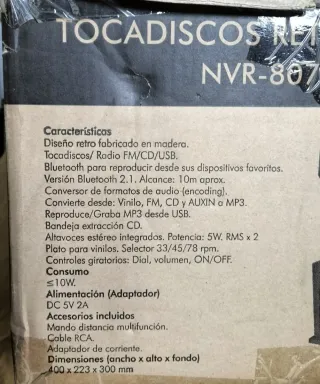 TOCADISCOS RET
NVR-807
Características
Diseño retro fabricado en madera.
Tocadiscos/ Radio FM/CD/USB.
Bluetooth para reproducir desde sus dispositivos favoritos.
Versión Bluetooth 2.1. Alcance: 10m aprox.
Conversor de formatos de audio (encoding).
Convierte desde: Vinilo, FM, CD y AUXIN a MP3.
Reproduce/Graba MP3 desde USB.
Bandeja extracción CD.
Altavoces estéreo integrados. Potencia: 5W. RMS x 2
Plato para vinilos. Selector 33/45/78 rpm.
Controles giratorios: Dial, volumen, ON/OFF.
Consumo
≤10W.
Alimentación (Adaptador)
DC 5V 2A
Accesorios incluidos
Mando distancia multifunción.
Cable RCA.
Adaptador de corriente.
Dimensiones (ancho x alto x fondo)
400 x 223 x 300 mm